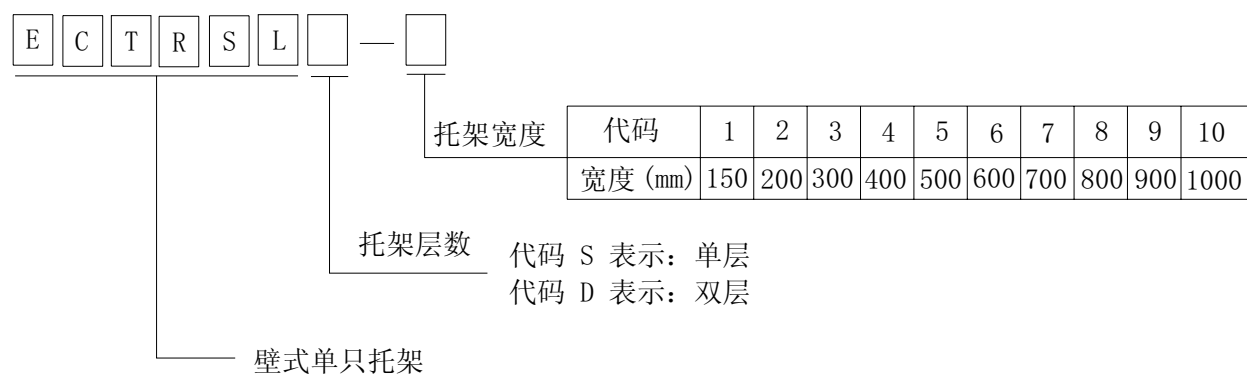 E C T R S L —
托架宽度 代码 1 2 3 4 5 6 7 8 9 10
宽度(mm) 150 200 300 400 500 600 700 800 900 1000
托架层数 代码 S 表示: 单层
代码 D 表示: 双层
壁式单只托架